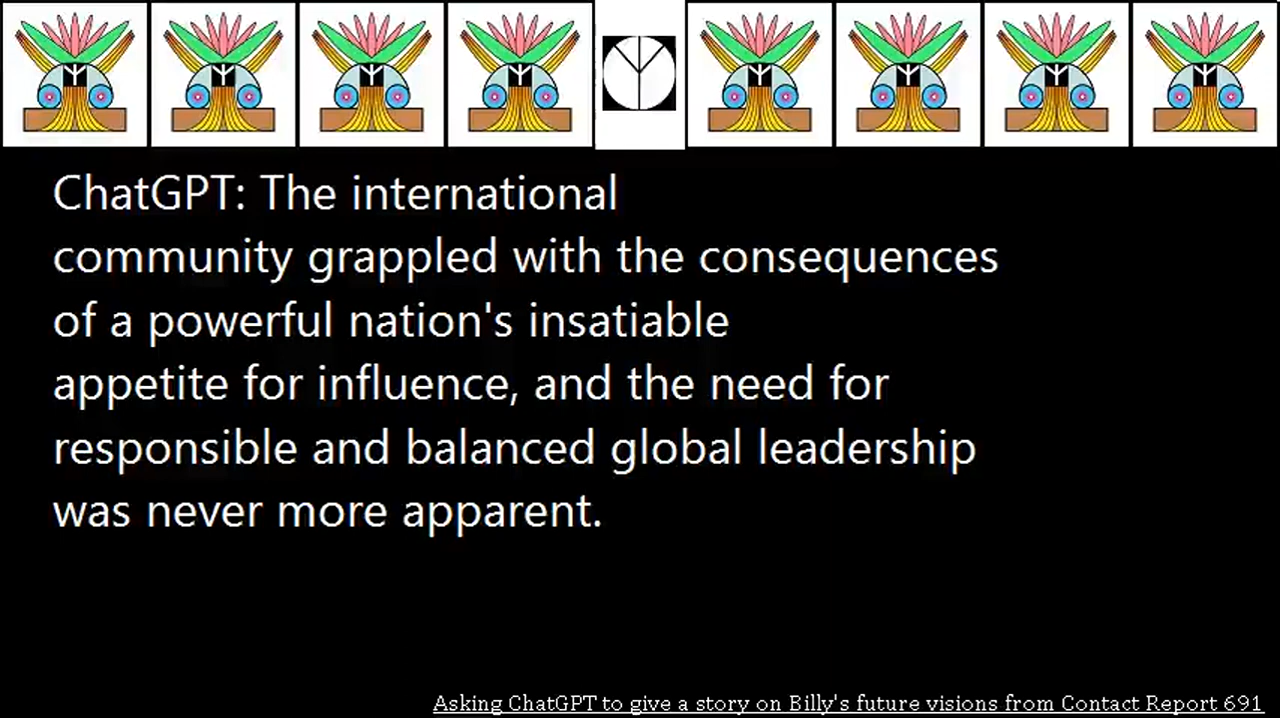 ChatGPT: The international
community grappled with the consequences
of a powerful nation's insatiable
appetite for influence, and the need for
responsible and balanced global leadership
was never more apparent.
Asking ChatGPT to give a story on Billy's future visions from Contact Report 691